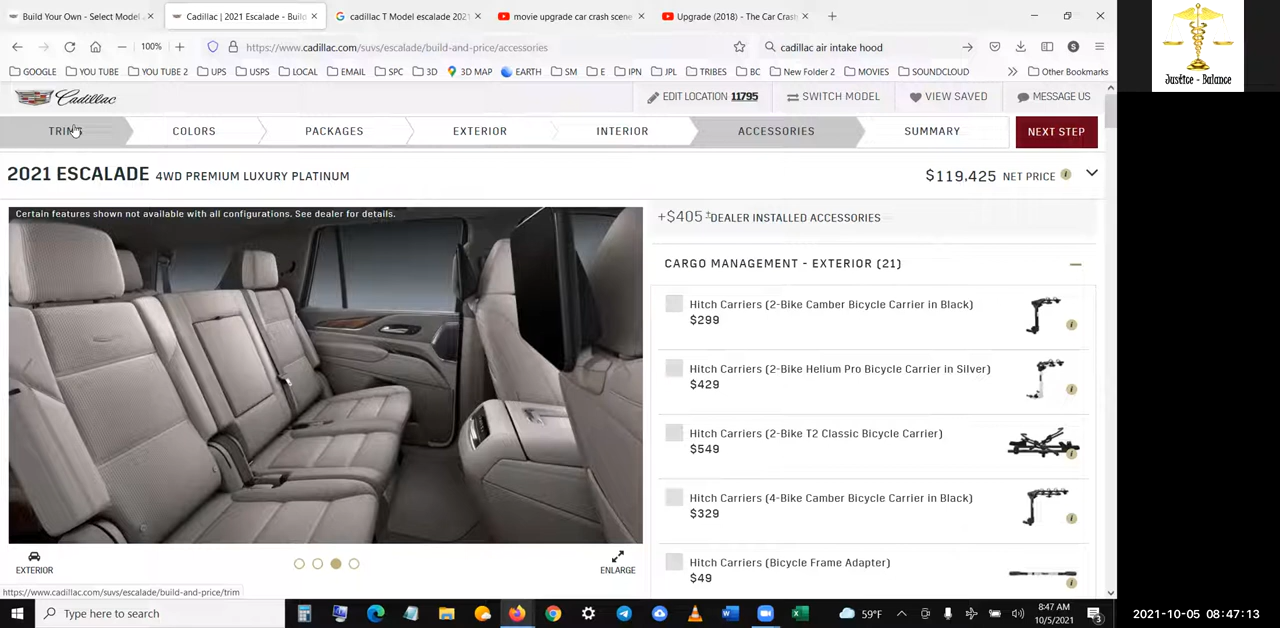 Build Your Own - Select Model
Cadillac | 2021 Escalade - Build
cadillac T Model escalade 2021
movie upgrade car crash scene
Upgrade (2018) - The Car Crash
100%
https://www.cadillac.com/suvs/escalade/build-and-price/accessories
cadillac air intake hood
GOOGLE YOU TUBE YOU TUBE 2 UPS USPS LOCAL EMAIL SPC 3D 3D MAP EARTH SM E IPN JPL TRIBES BC New Folder 2 MOVIES SOUNDCLOUD Other Bookmarks
Justice - Balance
Cadillac
EDIT LOCATION 11795 SWITCH MODEL VIEW SAVED MESSAGE US
COLORS PACKAGES EXTERIOR INTERIOR ACCESSORIES SUMMARY NEXT STEP
2021 ESCALADE 4WD PREMIUM LUXURY PLATINUM
$119,425 NET PRICE
Certain features shown not available with all configurations. See dealer for details.
+$405 ‡DEALER INSTALLED ACCESSORIES
CARGO MANAGEMENT - EXTERIOR (21)
Hitch Carriers (2-Bike Camber Bicycle Carrier in Black)
$299
Hitch Carriers (2-Bike Helium Pro Bicycle Carrier in Silver)
$429
Hitch Carriers (2-Bike T2 Classic Bicycle Carrier)
$549
Hitch Carriers (4-Bike Camber Bicycle Carrier in Black)
$329
Hitch Carriers (Bicycle Frame Adapter)
$49
EXTERIOR
ENLARGE
https://www.cadillac.com/suvs/escalade/build-and-price/trim
Type here to search
59°F
8:47 AM
10/5/2021
3
2021-10-05 08:47:13